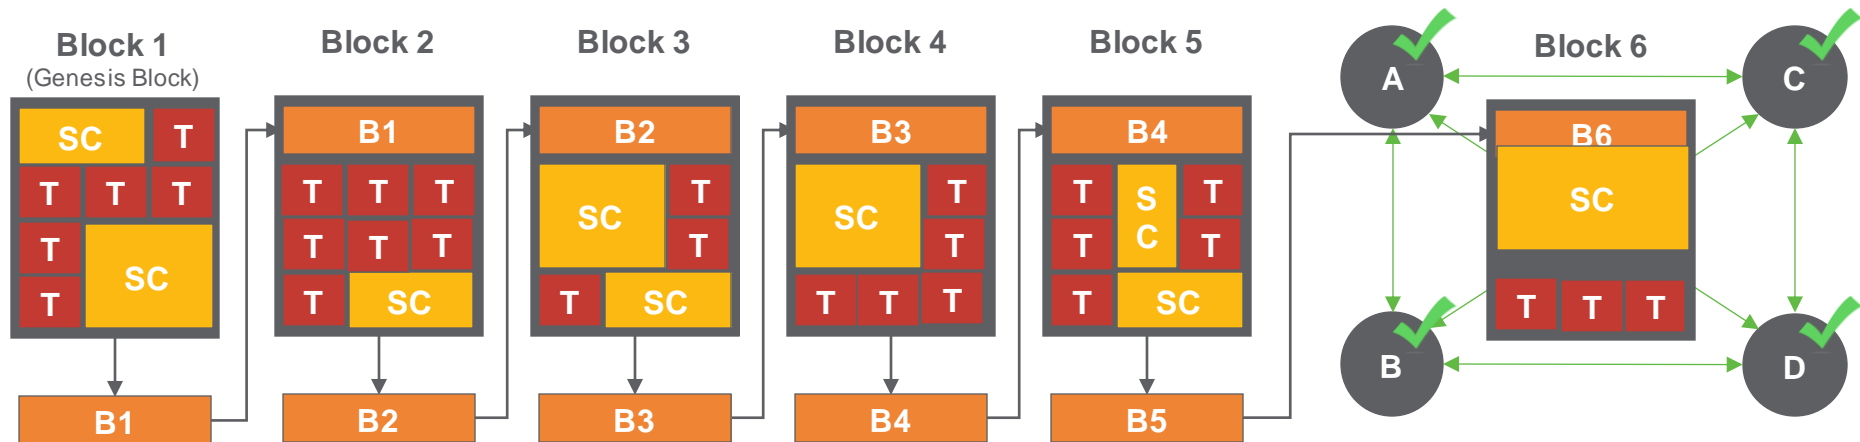 Block 1
(Genesis Block)
SC T
T T T
T
SC
T
B1
Block 2
B1
T T T
T T T
T SC
B2
Block 3
B2
SC
T
T
T SC
B3
Block 4
B3
SC
T
T
T T T
B4
Block 5
B4
T
S
C
T
T T
T SC
B5
Block 6
A
C
B6
SC
T T T
B
D